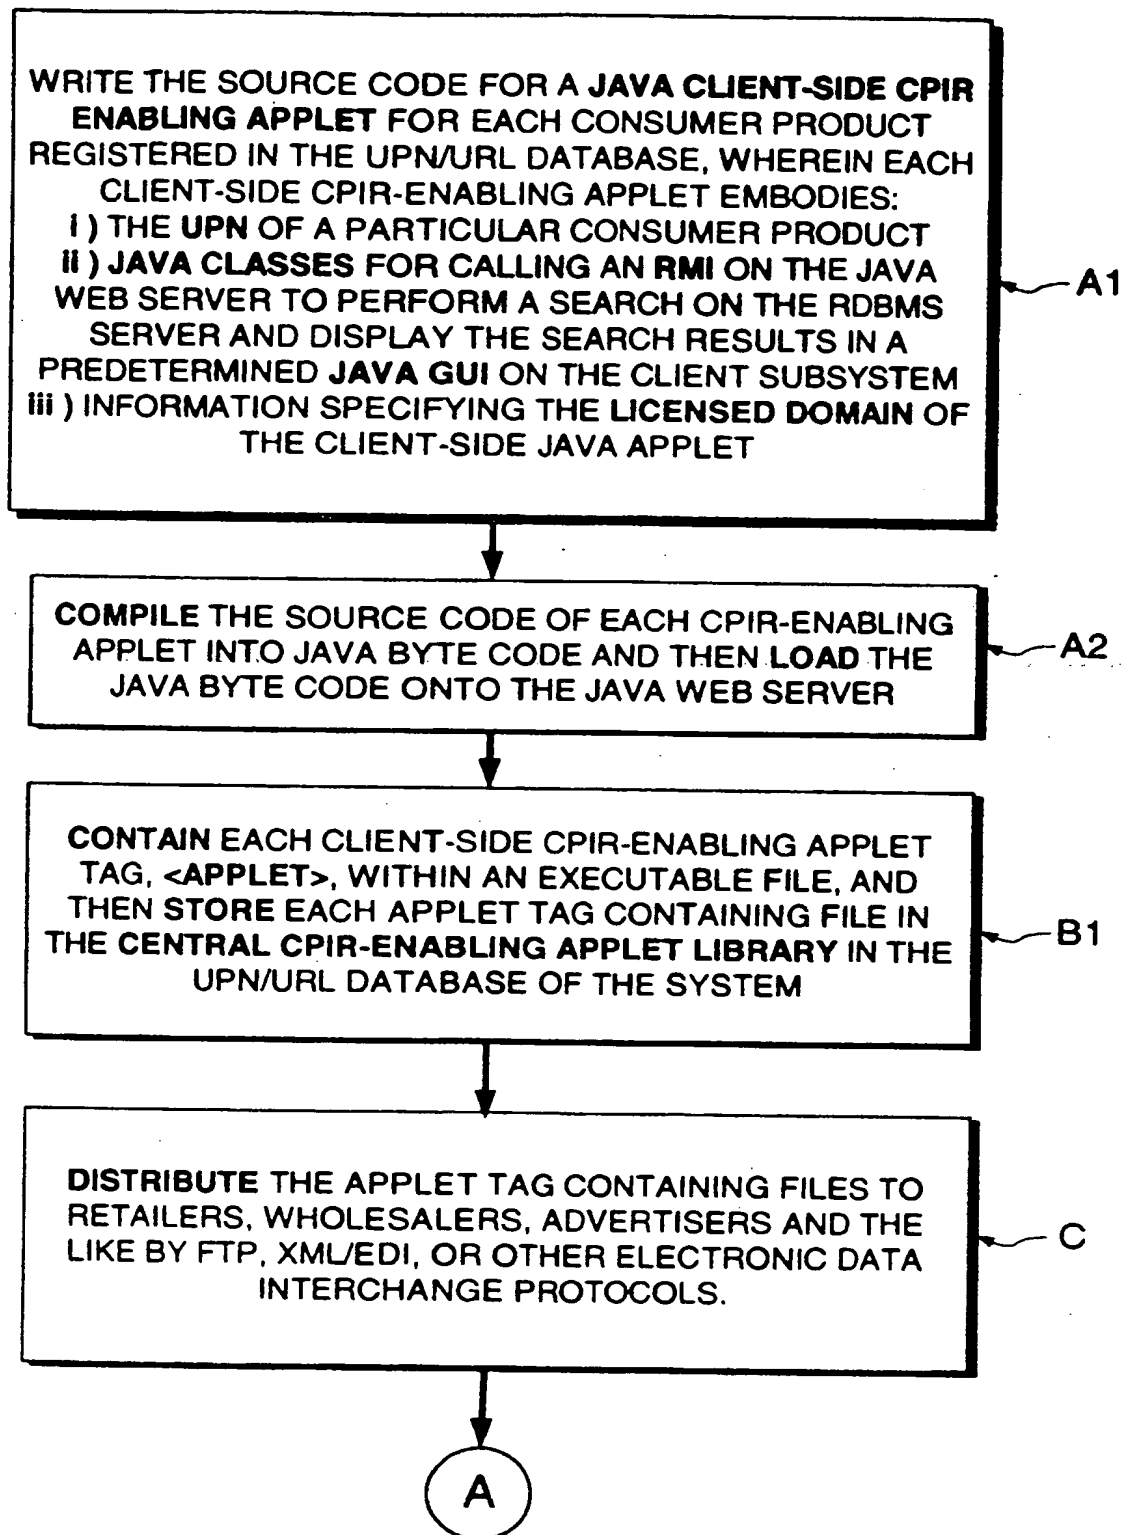 WRITE THE SOURCE CODE FOR A JAVA CLIENT-SIDE CPIR
ENABLING APPLET FOR EACH CONSUMER PRODUCT
REGISTERED IN THE UPN/URL DATABASE, WHEREIN EACH
CLIENT-SIDE CPIR-ENABLING APPLET EMBODIES:
i ) THE UPN OF A PARTICULAR CONSUMER PRODUCT
ii ) JAVA CLASSES FOR CALLING AN RMI ON THE JAVA
WEB SERVER TO PERFORM A SEARCH ON THE RDBMS
SERVER AND DISPLAY THE SEARCH RESULTS IN A
PREDETERMINED JAVA GUI ON THE CLIENT SUBSYSTEM
iii ) INFORMATION SPECIFYING THE LICENSED DOMAIN OF
THE CLIENT-SIDE JAVA APPLET
A1
COMPILE THE SOURCE CODE OF EACH CPIR-ENABLING
APPLET INTO JAVA BYTE CODE AND THEN LOAD THE
JAVA BYTE CODE ONTO THE JAVA WEB SERVER
A2
CONTAIN EACH CLIENT-SIDE CPIR-ENABLING APPLET
TAG, <APPLET>, WITHIN AN EXECUTABLE FILE, AND
THEN STORE EACH APPLET TAG CONTAINING FILE IN
THE CENTRAL CPIR-ENABLING APPLET LIBRARY IN THE
UPN/URL DATABASE OF THE SYSTEM
B1
DISTRIBUTE THE APPLET TAG CONTAINING FILES TO
RETAILERS, WHOLESALERS, ADVERTISERS AND THE
LIKE BY FTP, XML/EDI, OR OTHER ELECTRONIC DATA
INTERCHANGE PROTOCOLS.
C
A